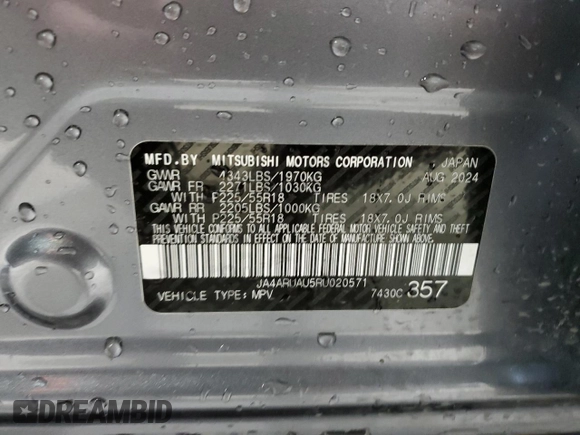 MFD.BY MITSUBISHI MOTORS CORPORATION , JAPAN
GVWR 4343LBS/1970KG AUG 2024
GAWR FR 2271LBS/1030KG
WITH P225/55R18 TIRES 18X7.0J RIMS
GAWR RR 2205LBS/1000KG
WITH P225/55R18 TIRES 18X7.0J RIMS
THIS VEHICLE CONFORMS TO ALL APPLICABLE FEDERAL MOTOR VEHICLE SAFETY AND THEFT
PREVENTION STANDARDS IN EFFECT ON THE DATE OF MANUFACTURE SHOWN ABOVE.
JA4ARUAU5RU020571
VEHICLE TYPE: MPV 7430C 357
DREAMBID